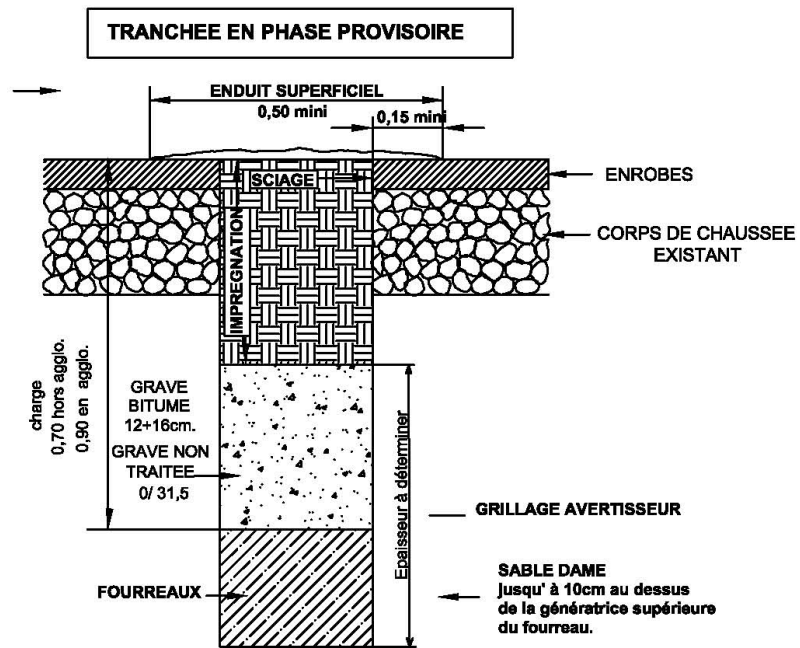 TRANCHEE EN PHASE PROVISOIRE
ENDUIT SUPERFICIEL
0,50 mini
0,15 mini
SCIAGE
ENROBES
IMPREGNATION
CORPS DE CHAUSSEE
EXISTANT
charge
0,70 hors agglo.
0,90 en agglo.
GRAVE
BITUME
12+16cm.
GRAVE NON
TRAITEE
0/ 31,5
Epaisseur à déterminer
GRILLAGE AVERTISSEUR
FOURREAUX
SABLE DAME
jusqu' à 10cm au dessus
de la génératrice supérieure
du fourreau.